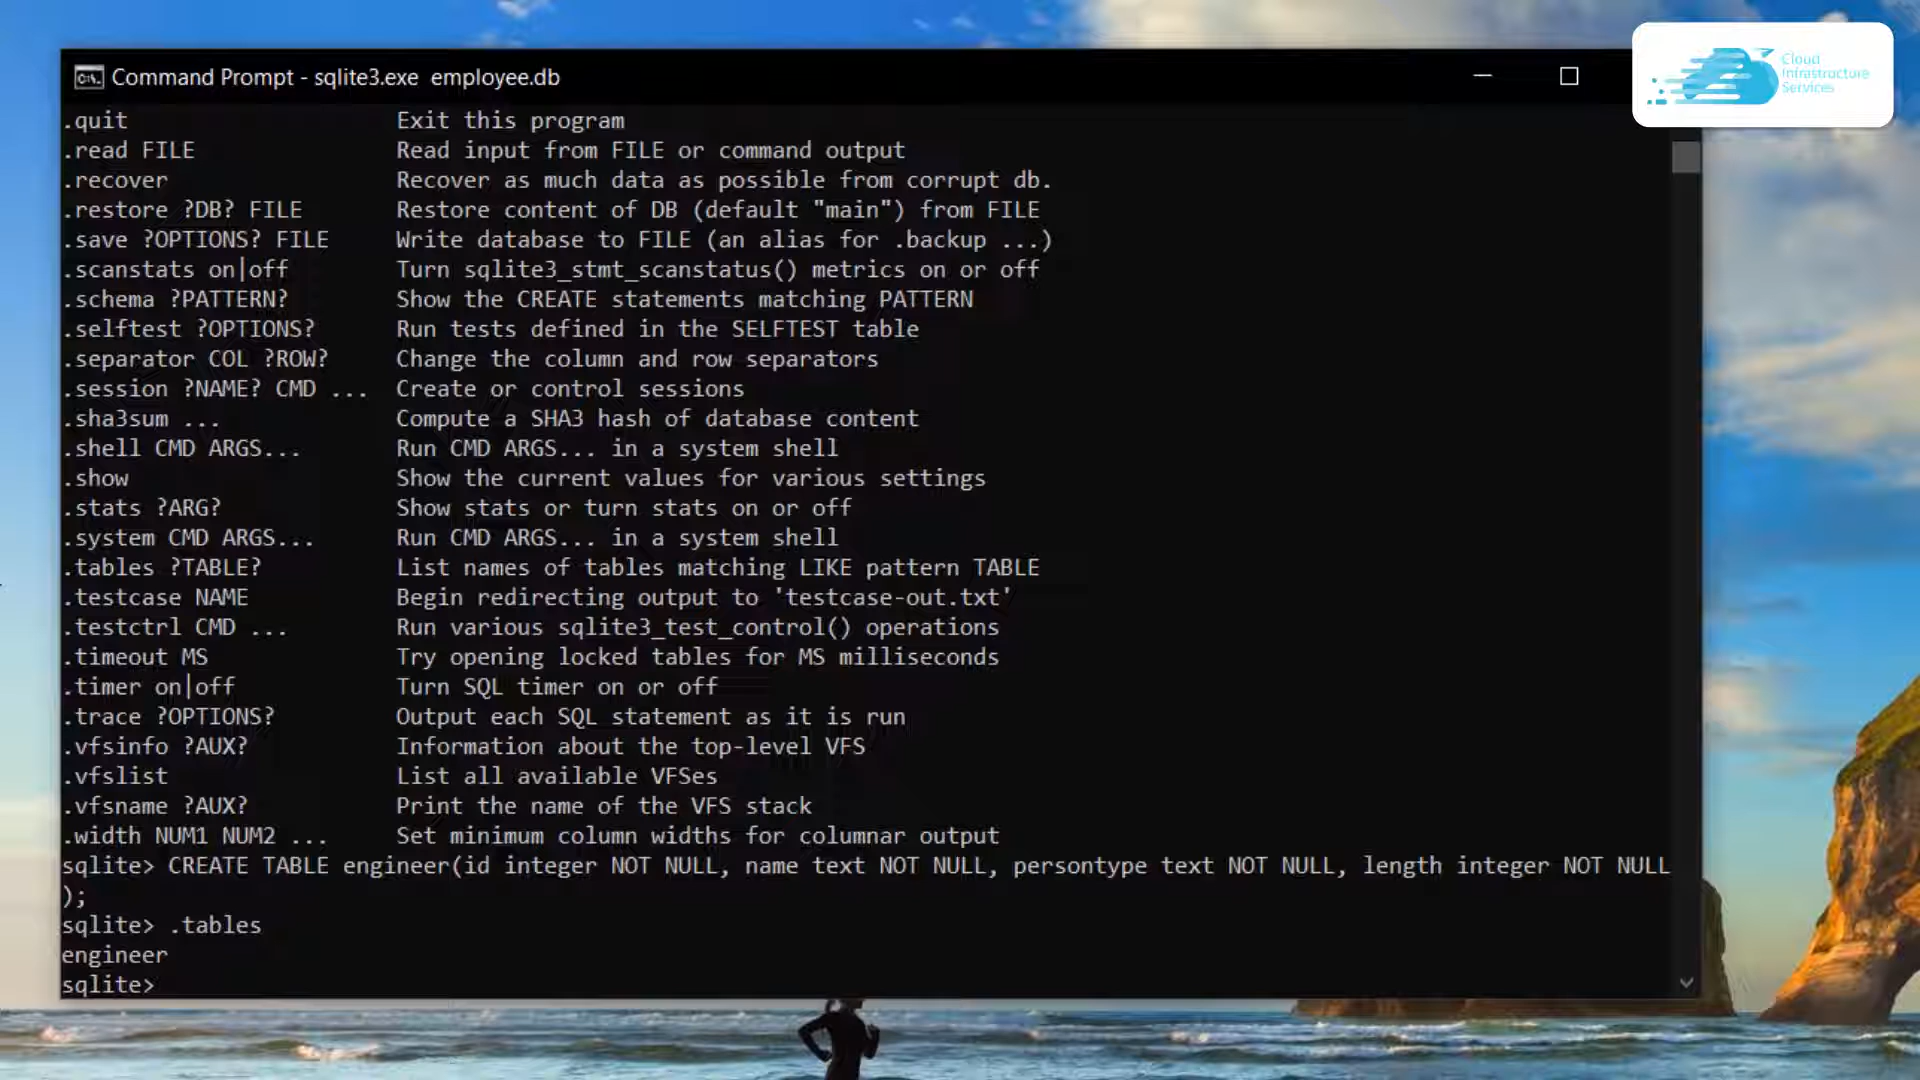 Command Prompt - sqlite3.exe  employee.db
Cloud
Infrastructure
Services
.quit                    Exit this program
.read FILE               Read input from FILE or command output
.recover                 Recover as much data as possible from corrupt db.
.restore ?DB? FILE       Restore content of DB (default "main") from FILE
.save ?OPTIONS? FILE     Write database to FILE (an alias for .backup ...)
.scanstats on|off        Turn sqlite3_stmt_scanstatus() metrics on or off
.schema ?PATTERN?        Show the CREATE statements matching PATTERN
.selftest ?OPTIONS?      Run tests defined in the SELFTEST table
.separator COL ?ROW?     Change the column and row separators
.session ?NAME? CMD ...  Create or control sessions
.sha3sum ...             Compute a SHA3 hash of database content
.shell CMD ARGS...       Run CMD ARGS... in a system shell
.show                    Show the current values for various settings
.stats ?ARG?             Show stats or turn stats on or off
.system CMD ARGS...      Run CMD ARGS... in a system shell
.tables ?TABLE?          List names of tables matching LIKE pattern TABLE
.testcase NAME           Begin redirecting output to 'testcase-out.txt'
.testctrl CMD ...        Run various sqlite3_test_control() operations
.timeout MS              Try opening locked tables for MS milliseconds
.timer on|off            Turn SQL timer on or off
.trace ?OPTIONS?         Output each SQL statement as it is run
.vfsinfo ?AUX?           Information about the top-level VFS
.vfslist                 List all available VFSes
.vfsname ?AUX?           Print the name of the VFS stack
.width NUM1 NUM2 ...     Set minimum column widths for columnar output
sqlite> CREATE TABLE engineer(id integer NOT NULL, name text NOT NULL, persontype text NOT NULL, length integer NOT NULL
);
sqlite> .tables
engineer
sqlite>